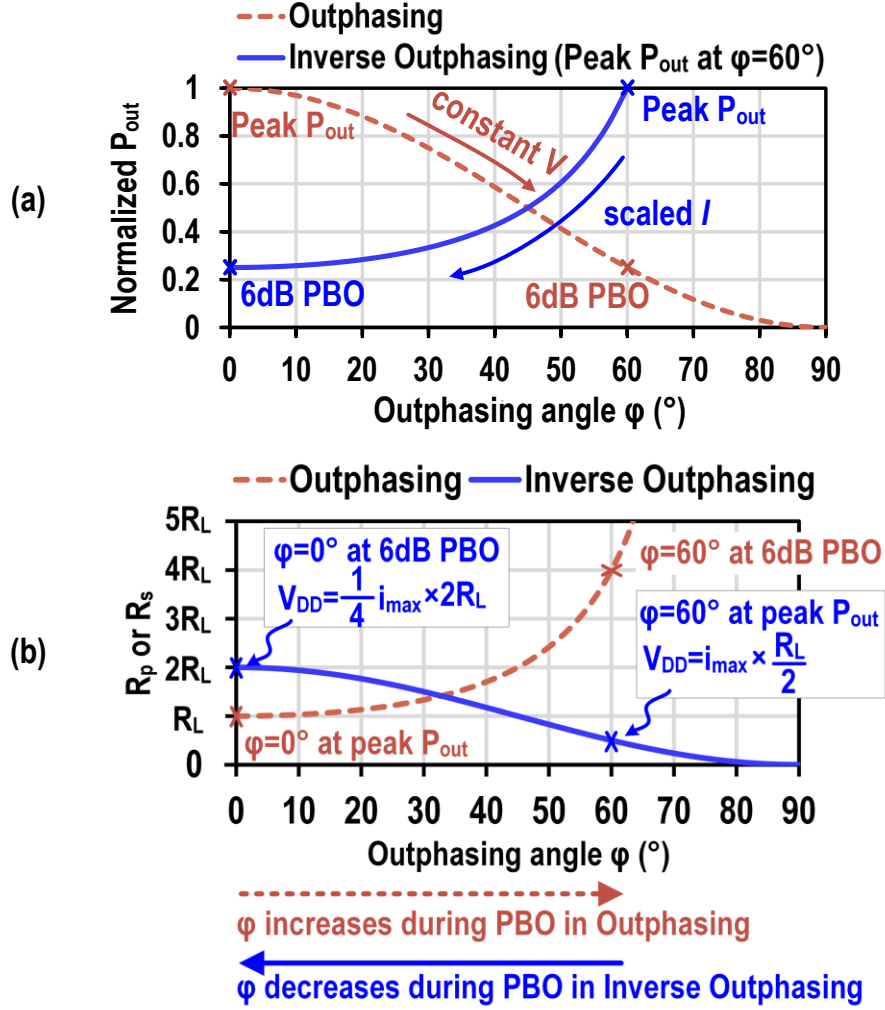 Outphasing
Inverse Outphasing (Peak Pout at φ=60°)
(a)
Normalized Pout
1
0.8
0.6
0.4
0.2
0
Peak Pout
constant V
Peak Pout
scaled I
6dB PBO
6dB PBO
0 10 20 30 40 50 60 70 80 90
Outphasing angle φ (°)
Outphasing
Inverse Outphasing
(b)
Rp or Rs
5RL
4RL
3RL
2RL
RL
0
φ=0° at 6dB PBO
VDD=1/4 imax×2RL
φ=60° at 6dB PBO
φ=60° at peak Pout
VDD=imax×RL/2
φ=0° at peak Pout
0 10 20 30 40 50 60 70 80 90
Outphasing angle φ (°)
φ increases during PBO in Outphasing
φ decreases during PBO in Inverse Outphasing